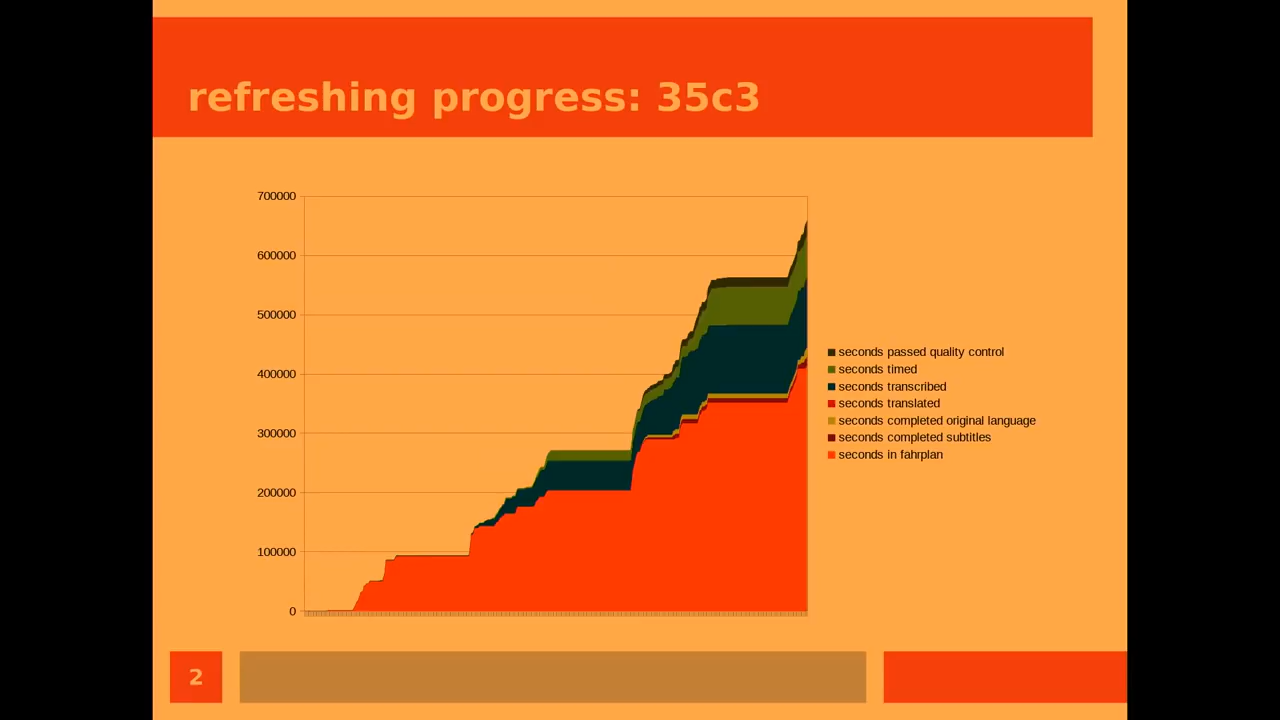 refreshing progress: 35c3
700000
600000
500000
400000
300000
200000
100000
0
seconds passed quality control
seconds timed
seconds transcribed
seconds translated
seconds completed original language
seconds completed subtitles
seconds in fahrplan
2